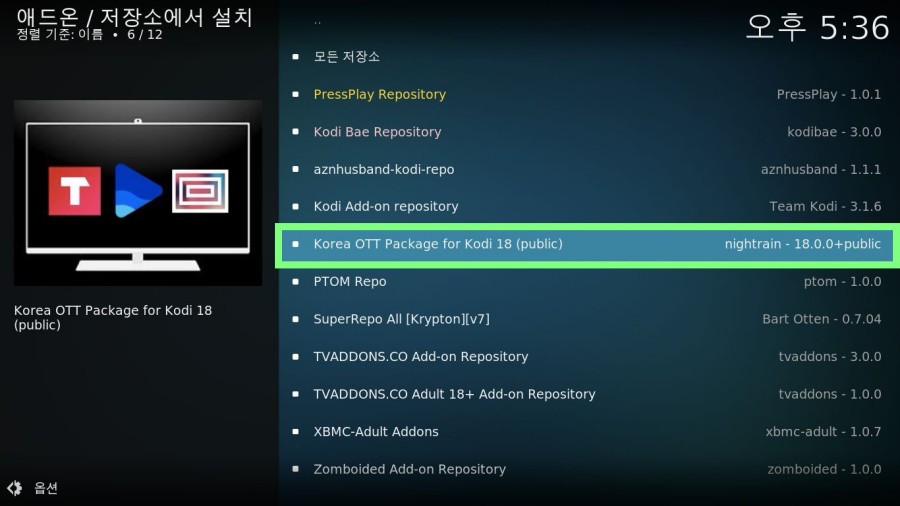 애드온 / 저장소에서 설치
정렬 기준: 이름 • 6 / 12
오후 5:36
..
모든 저장소
PressPlay Repository PressPlay - 1.0.1
Kodi Bae Repository kodibae - 3.0.0
aznhusband-kodi-repo aznhusband - 1.1.1
Kodi Add-on repository Team Kodi - 3.1.6
Korea OTT Package for Kodi 18 (public) nightrain - 18.0.0+public
PTOM Repo ptom - 1.0.0
SuperRepo All [Krypton][v7] Bart Otten - 0.7.04
TVADDONS.CO Add-on Repository tvaddons - 3.0.0
TVADDONS.CO Adult 18+ Add-on Repository tvaddons - 1.0.0
XBMC-Adult Addons xbmc-adult - 1.0.7
Zomboided Add-on Repository zomboided - 1.0.0
T
Korea OTT Package for Kodi 18
(public)
옵션